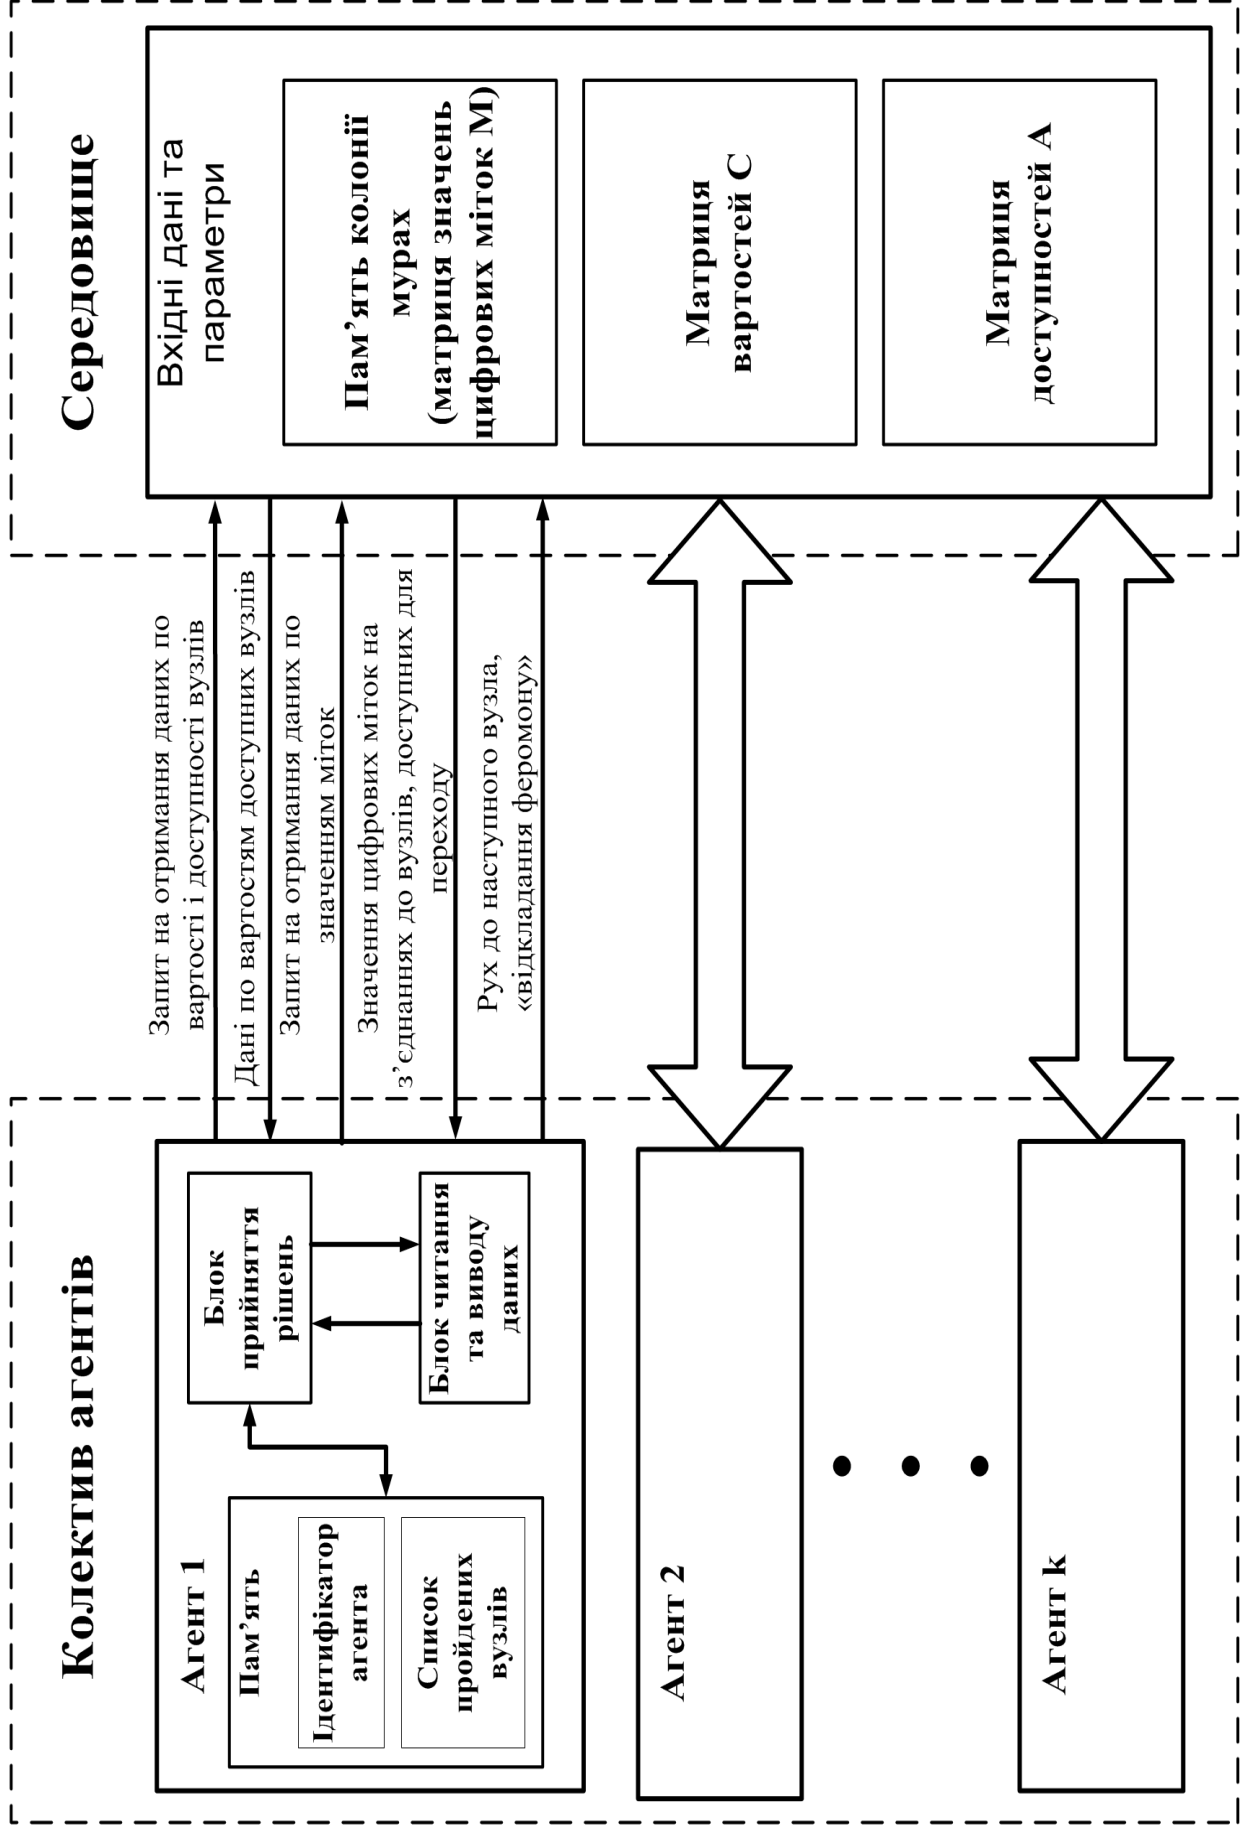 Колектив агентів
Агент 1
Пам’ять
Ідентифікатор
агента
Список
пройдених
вузлів
Блок
прийняття
рішень
Блок читання
та виводу
даних
Агент 2
Агент k
Запит на отримання даних по
вартості і доступності вузлів
Дані по вартостям доступних вузлів
Запит на отримання даних по
значенням міток
Значення цифрових міток на
з’єднаннях до вузлів, доступних для
переходу
Рух до наступного вузла,
«відкладання феромону»
Середовище
Вхідні дані та
параметри
Пам’ять колонії
мурах
(матриця значень
цифрових міток М)
Матриця
вартостей С
Матриця
доступностей А